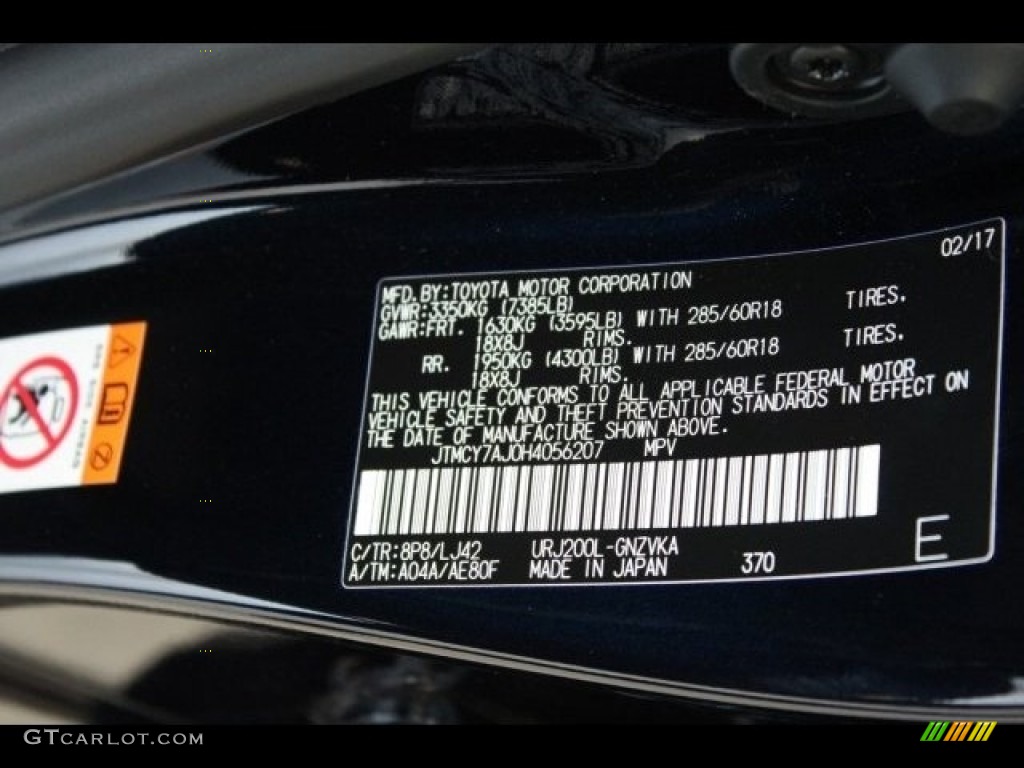 02/17
MFD.BY:TOYOTA MOTOR CORPORATION
GVWR:3350KG (7385LB)
GAWR:FRT. 1630KG (3595LB) WITH 285/60R18 TIRES.
18X8J RIMS.
RR. 1950KG (4300LB) WITH 285/60R18 TIRES.
18X8J RIMS.
THIS VEHICLE CONFORMS TO ALL APPLICABLE FEDERAL MOTOR
VEHICLE SAFETY AND THEFT PREVENTION STANDARDS IN EFFECT ON
THE DATE OF MANUFACTURE SHOWN ABOVE.
JTMCY7AJ0H4056207 MPV
C/TR:8P8/LJ42 URJ200L-GNZVKA
A/TM:A04A/AE80F MADE IN JAPAN 370 E
GTCARLOT.COM